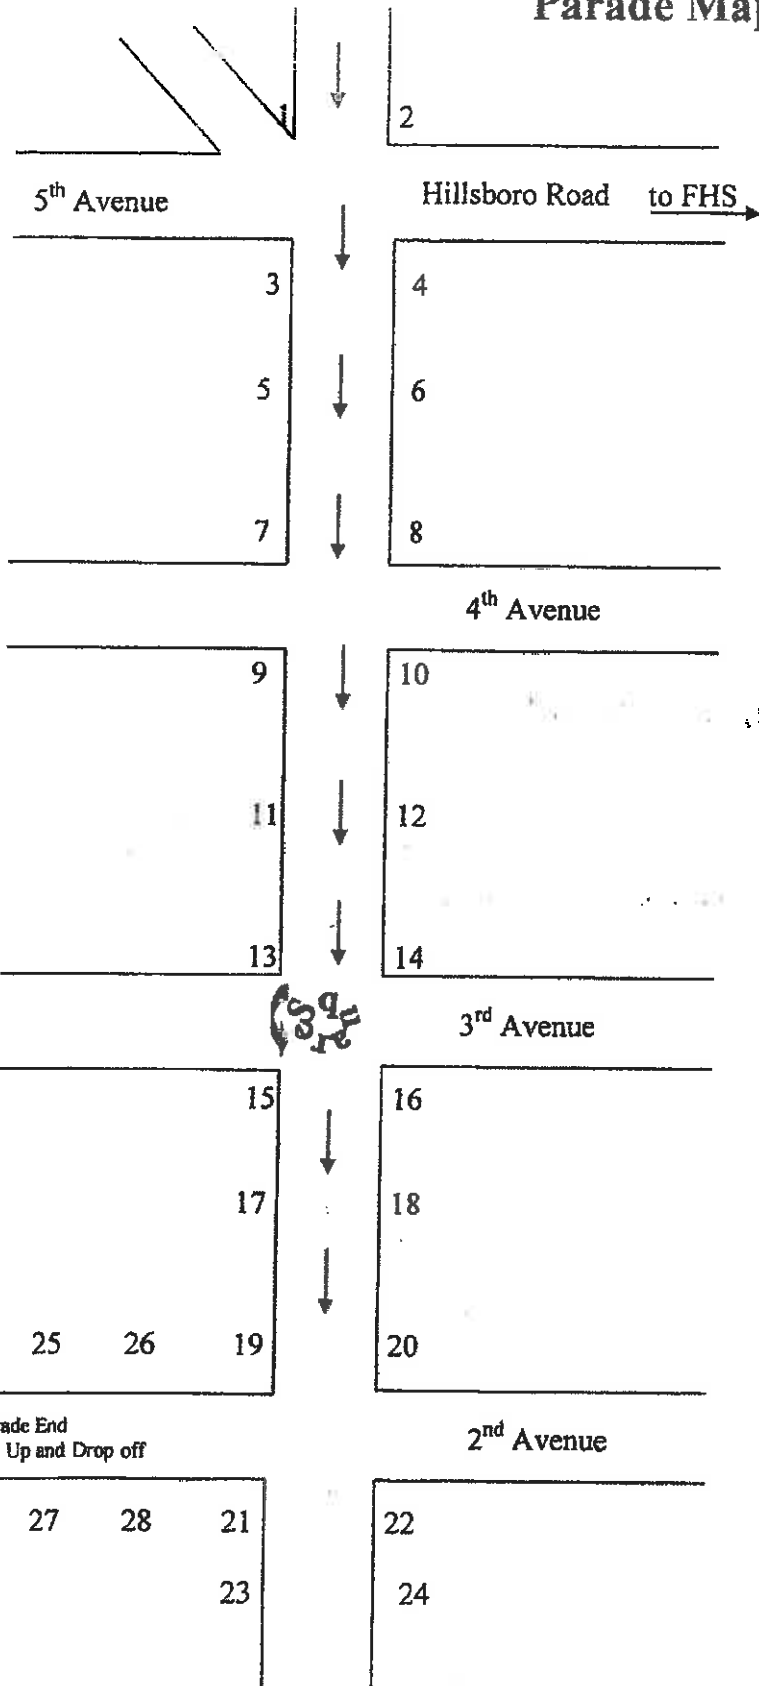 Parade Map
2
5th Avenue
Hillsboro Road to FHS
3 4
5 6
7 8
4th Avenue
9 10
11 12
13 14
Square
3rd Avenue
15 16
17 18
25 26 19 20
ade End
Up and Drop off
2nd Avenue
27 28 21 22
23 24